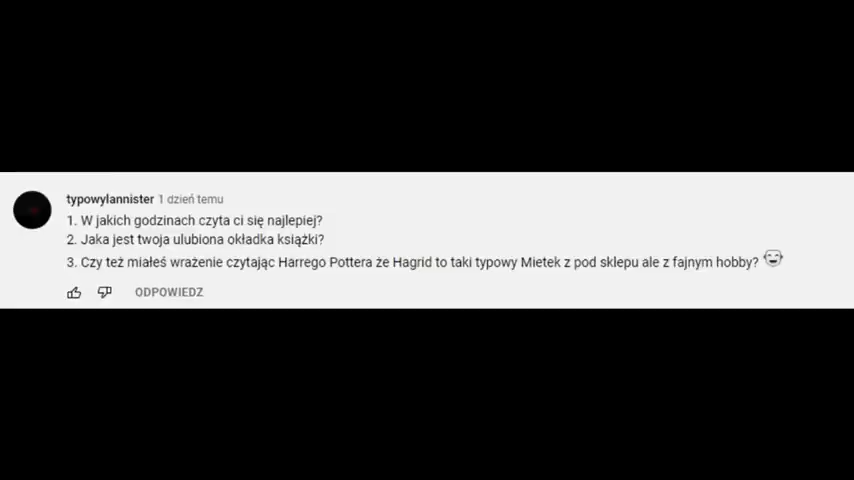 typowylannister 1 dzień temu
1. W jakich godzinach czyta ci się najlepiej?
2. Jaka jest twoja ulubiona okładka książki?
3. Czy też miałeś wrażenie czytając Harrego Pottera że Hagrid to taki typowy Mietek z pod sklepu ale z fajnym hobby?
ODPOWIEDZ